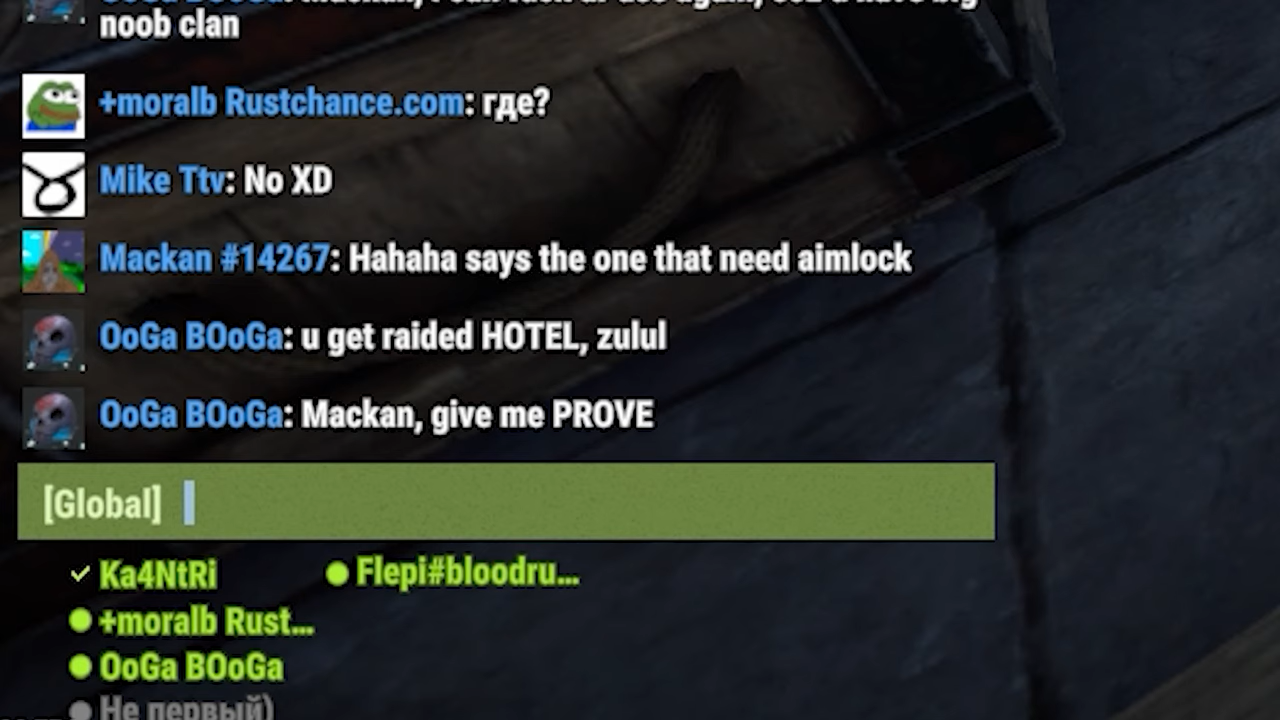 noob clan
+moralb Rustchance.com: где?
Mike Ttv: No XD
Mackan #14267: Hahaha says the one that need aimlock
OoGa BOoGa: u get raided HOTEL, zulul
OoGa BOoGa: Mackan, give me PROVE
[Global]
Ka4NtRi
Flepi#bloodru...
+moralb Rust...
OoGa BOoGa
Не первый)